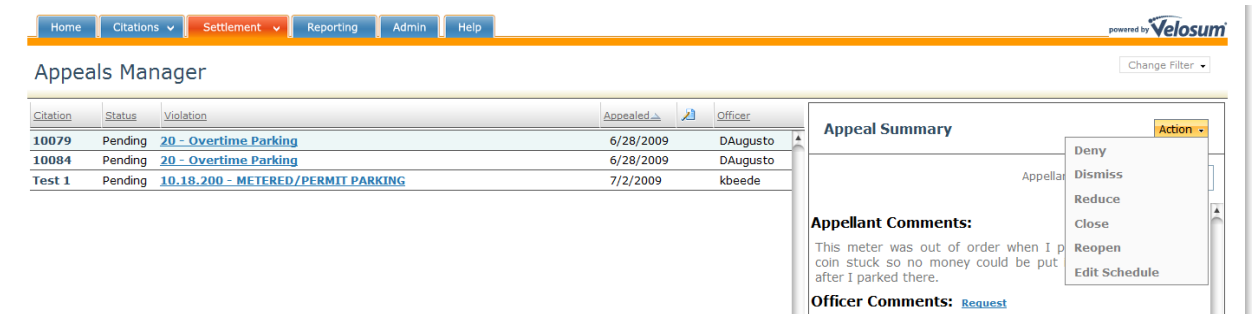 Home Citations Settlement Reporting Admin Help
powered by Velosum
Appeals Manager
Change Filter
Citation Status Violation Appealed Officer
10079 Pending 20 - Overtime Parking 6/28/2009 DAugusto
10084 Pending 20 - Overtime Parking 6/28/2009 DAugusto
Test 1 Pending 10.18.200 - METERED/PERMIT PARKING 7/2/2009 kbeede
Appeal Summary
Action
Deny
Dismiss
Reduce
Close
Reopen
Edit Schedule
Appellant Comments:
This meter was out of order when I
coin stuck so no money could be put
after I parked there.
Officer Comments: Request